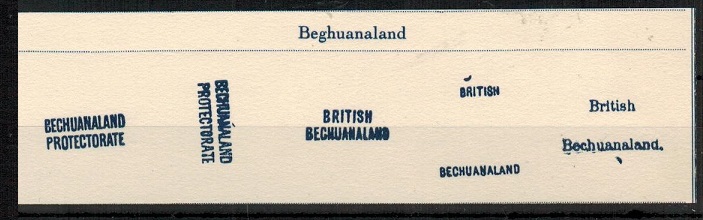 Beghuanaland
BECHUANALAND
PROTECTORATE
BECHUANALAND
PROTECTORATE
BRITISH
BECHUANALAND
BRITISH
BECHUANALAND
British
Bechuanaland.